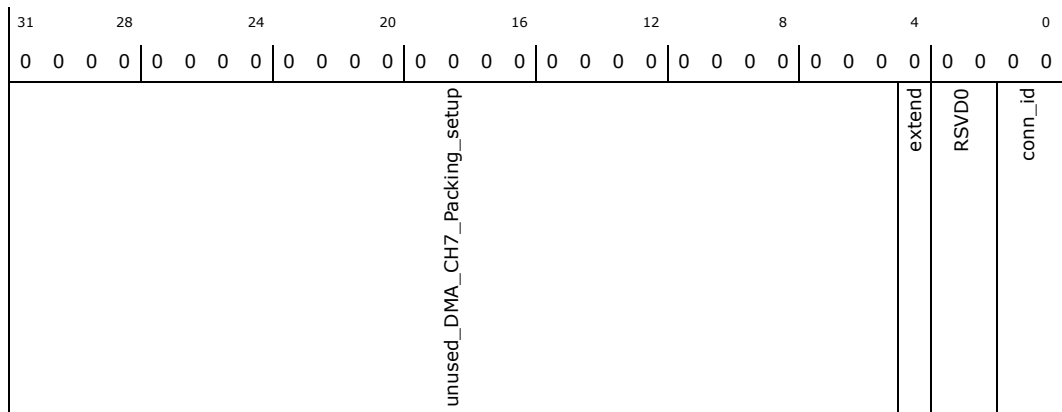 31 28 24 20 16 12 8 4 0
0 0 0 0 0 0 0 0 0 0 0 0 0 0 0 0 0 0 0 0 0 0 0 0 0 0 0 0 0 0 0 0
unused_DMA_CH7_Packing_setup
extend
RSVD0
conn_id